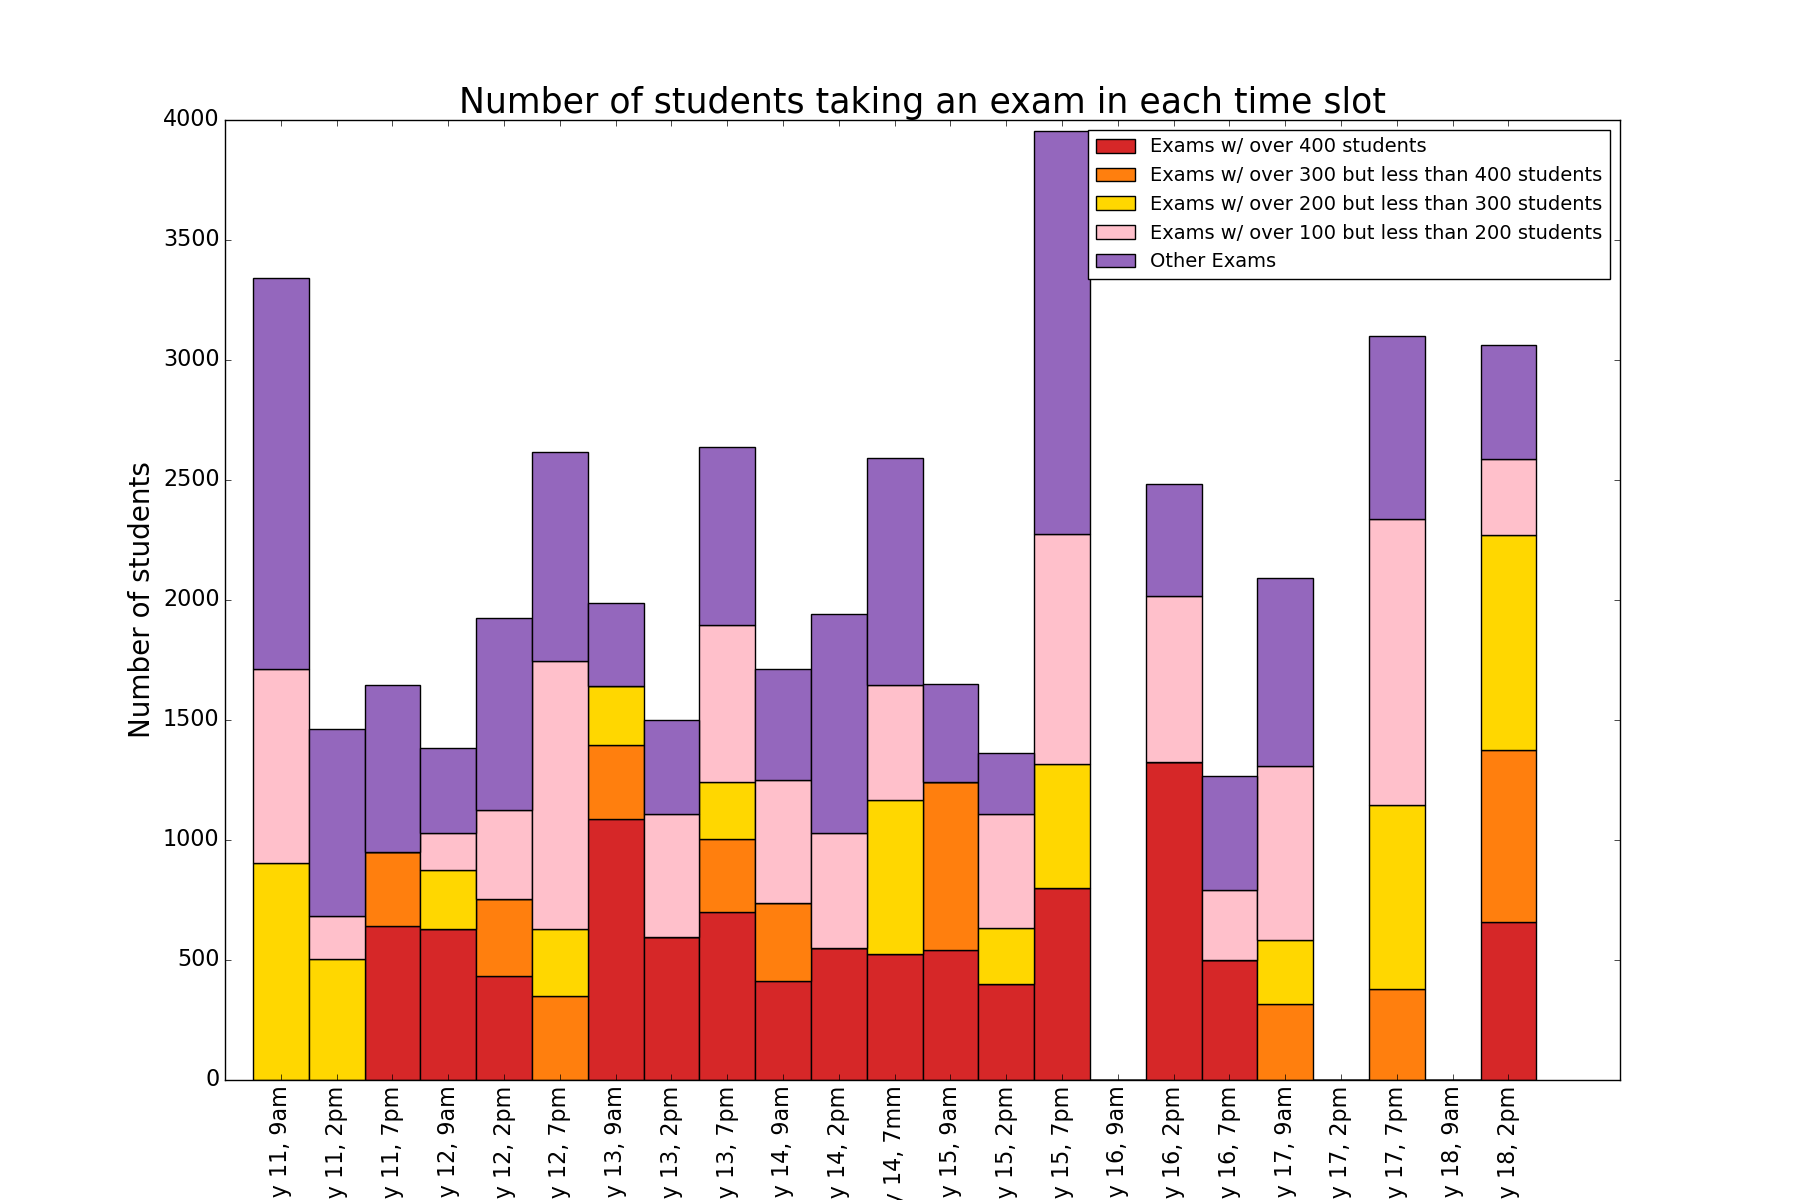 Number of students taking an exam in each time slot
Exams w/ over 400 students
Exams w/ over 300 but less than 400 students
Exams w/ over 200 but less than 300 students
Exams w/ over 100 but less than 200 students
Other Exams
Number of students
4000
3500
3000
2500
2000
1500
1000
500
0
y 11, 9am
y 11, 2pm
y 11, 7pm
y 12, 9am
y 12, 2pm
y 12, 7pm
y 13, 9am
y 13, 2pm
y 13, 7pm
y 14, 9am
y 14, 2pm
y 14, 7mm
y 15, 9am
y 15, 2pm
y 15, 7pm
y 16, 9am
y 16, 2pm
y 16, 7pm
y 17, 9am
y 17, 2pm
y 17, 7pm
y 18, 9am
y 18, 2pm